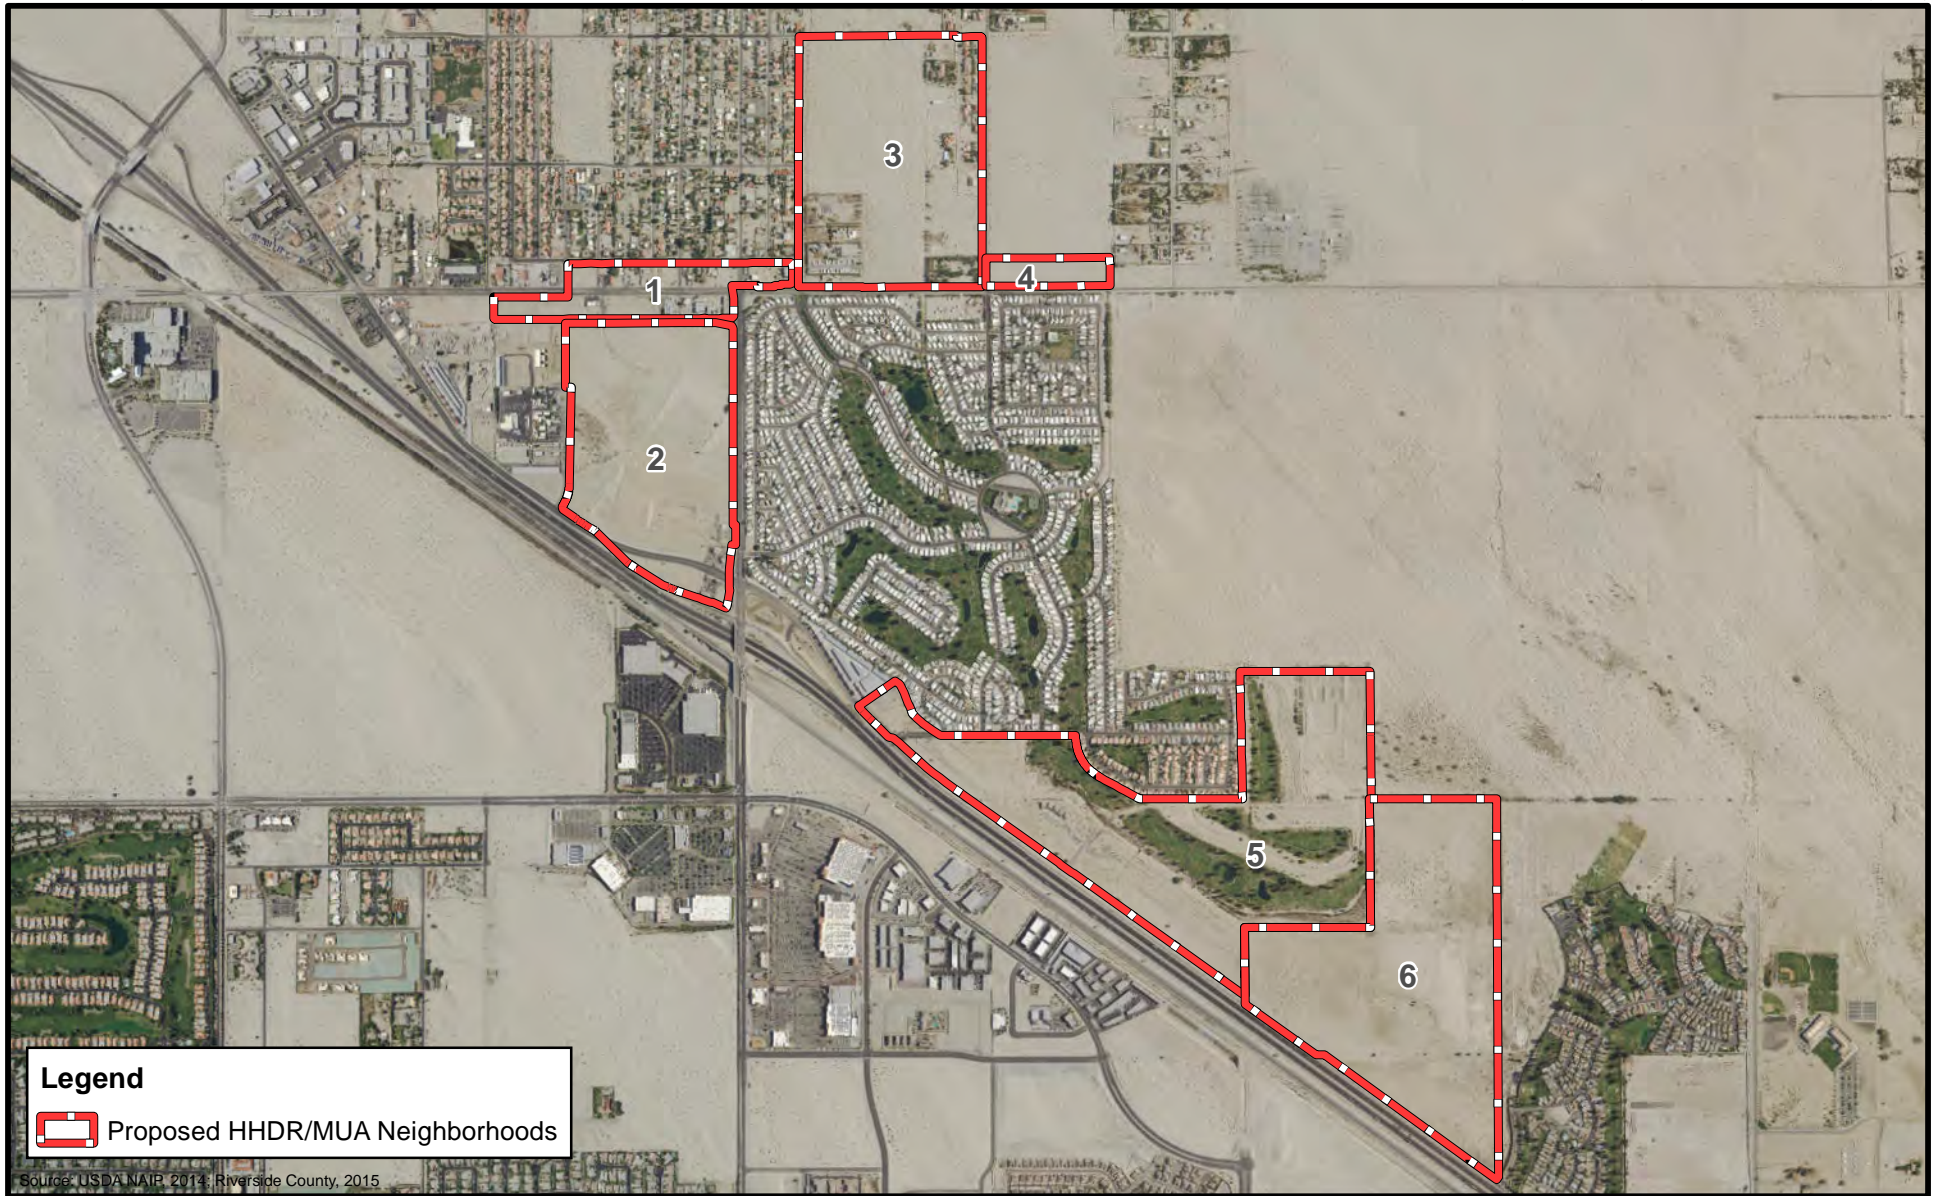 3
4
1
2
5
6
Legend
Proposed HHDR/MUA Neighborhoods
Source: USDA NAIP, 2014; Riverside County, 2015